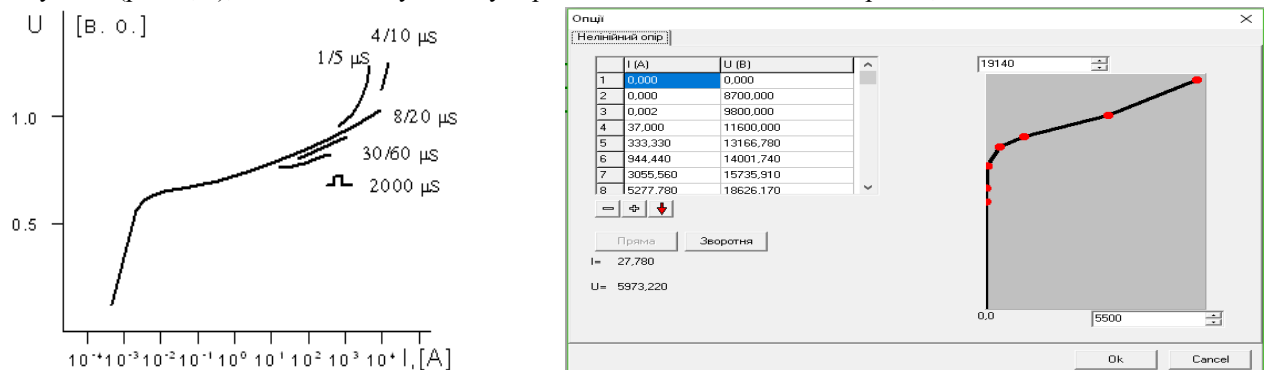 U [В. О.]
4/10 µS
1/5 µS
1.0
8/20 µS
30/60 µS
2000 µS
0.5
10⁻⁴ 10⁻³ 10⁻² 10⁻¹ 10⁰ 10¹ 10² 10³ 10⁴ I, [A]
Опції
Нелінійний опір
I (А) U (В)
1 0,000 0,000
2 0,000 8700,000
3 0,002 9800,000
4 37,000 11600,000
5 333,330 13166,780
6 944,440 14001,740
7 3055,560 15735,910
8 5277,780 18626,170
Пряма Зворотня
I= 27,780
U= 5973,220
19140
0,0
5500
Ok Cancel